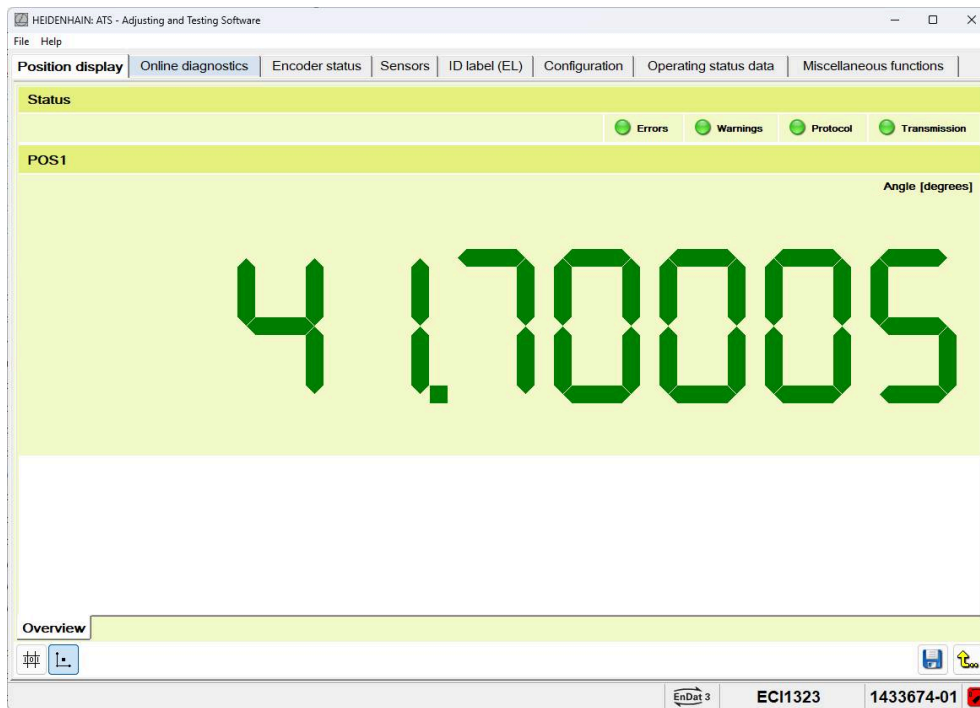 HEIDENHAIN: ATS - Adjusting and Testing Software
File Help
Position display Online diagnostics Encoder status Sensors ID label (EL) Configuration Operating status data Miscellaneous functions
Status
Errors Warnings Protocol Transmission
POS1
Angle [degrees]
41.70005
Overview
EnDat 3 ECI1323 1433674-01